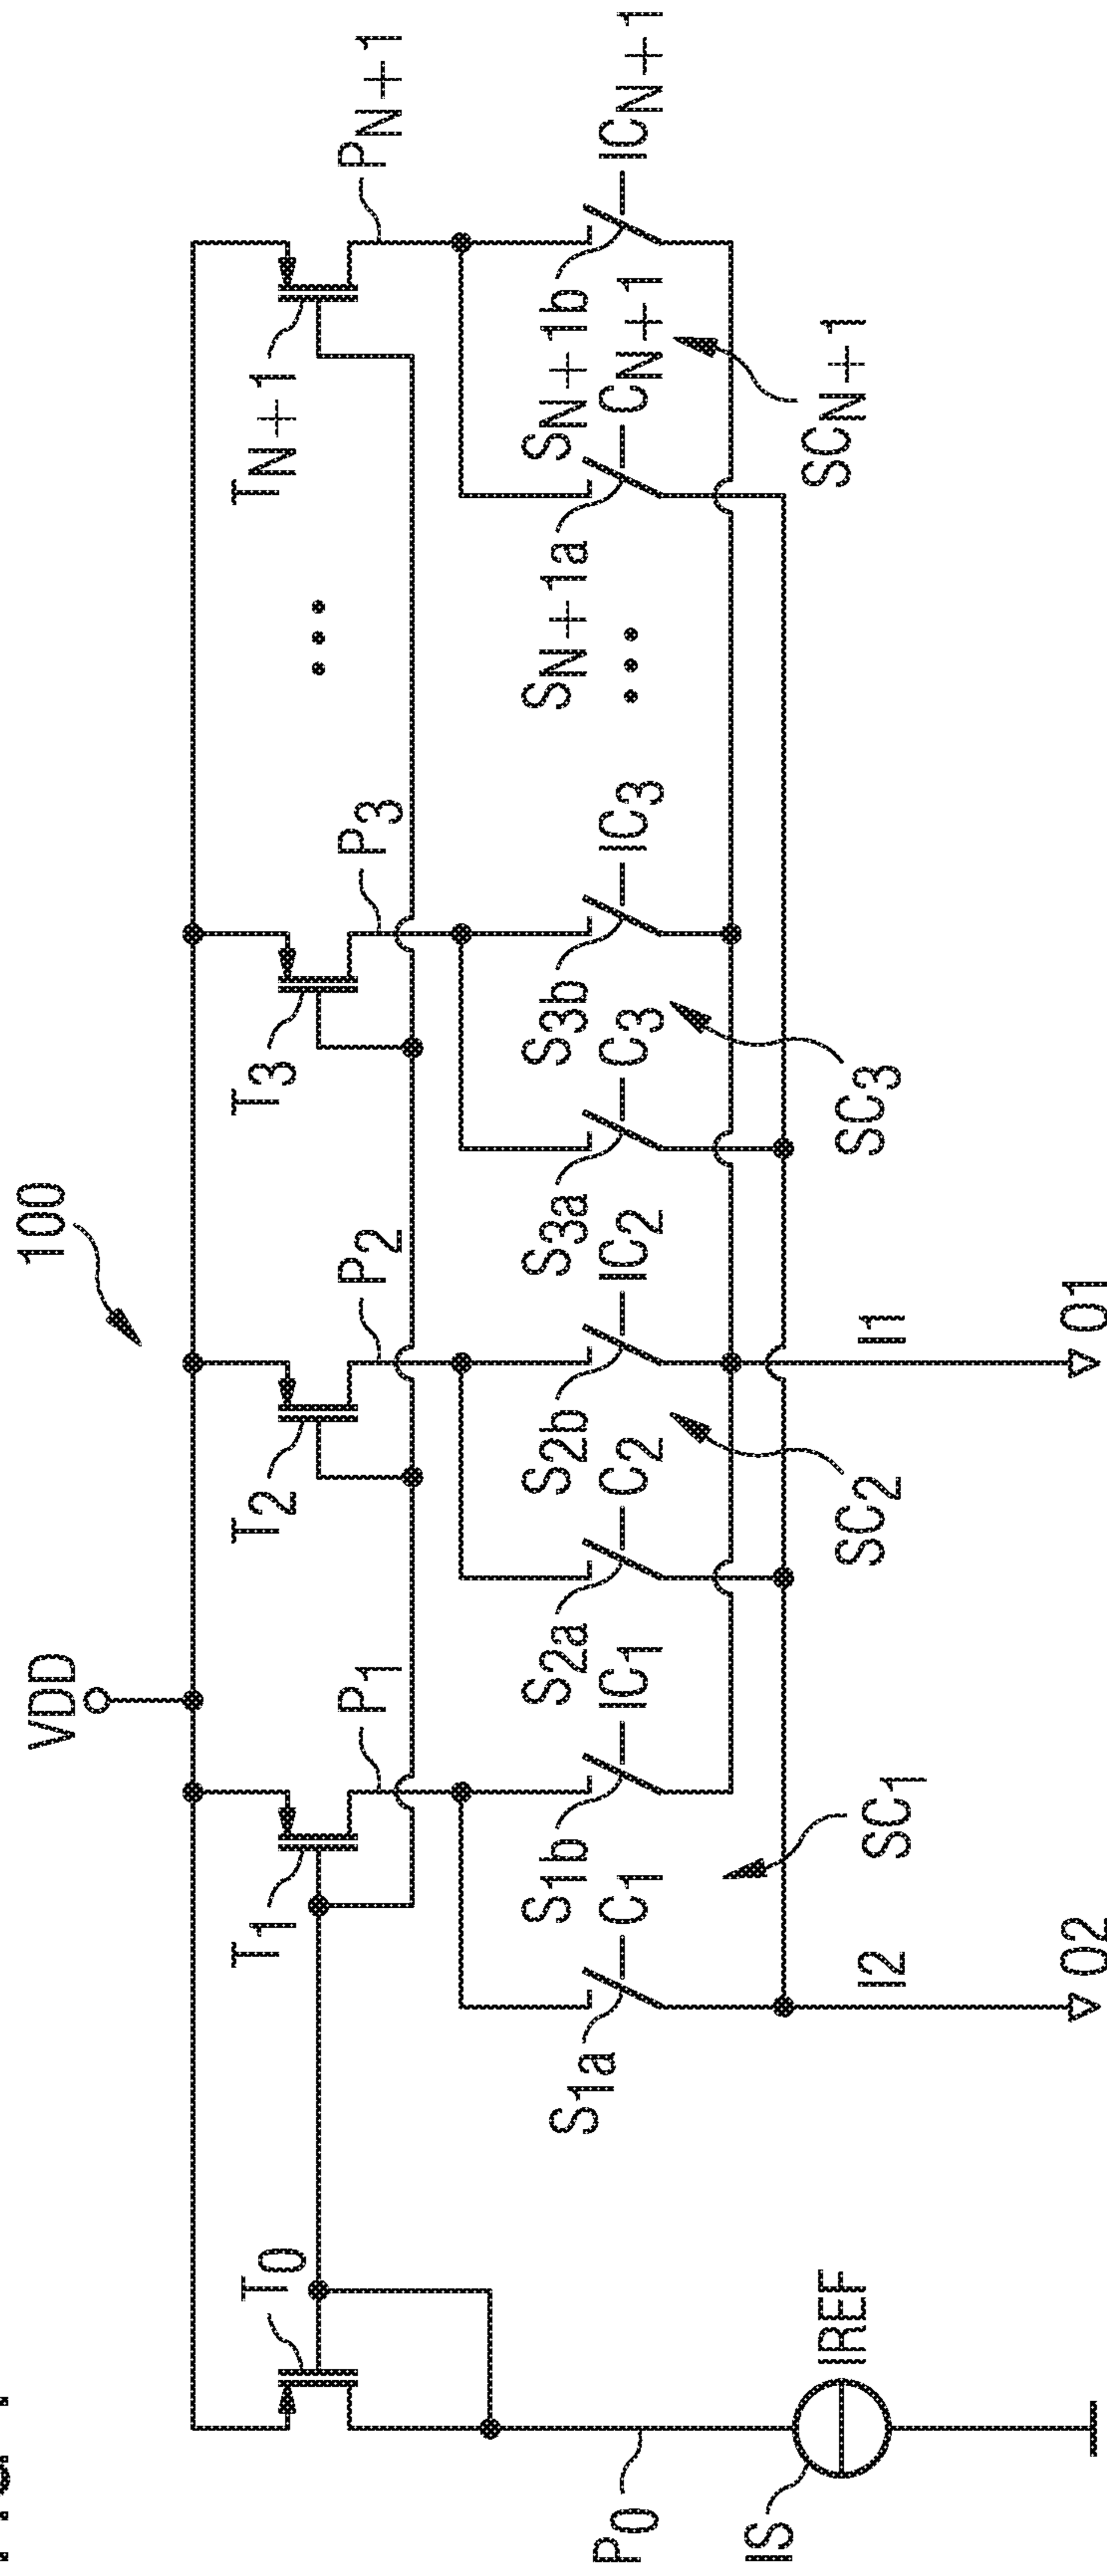 100
VDD
T0
T1
T2
T3
TN+1
P1
P2
P3
PN+1
S1a
C1
S1b
IC1
S2a
C2
S2b
IC2
S3a
C3
S3b
IC3
SN+1a
CN+1
SN+1b
ICN+1
P0
IS
IREF
SC1
SC2
SC3
SCN+1
I2
I1
O2
O1